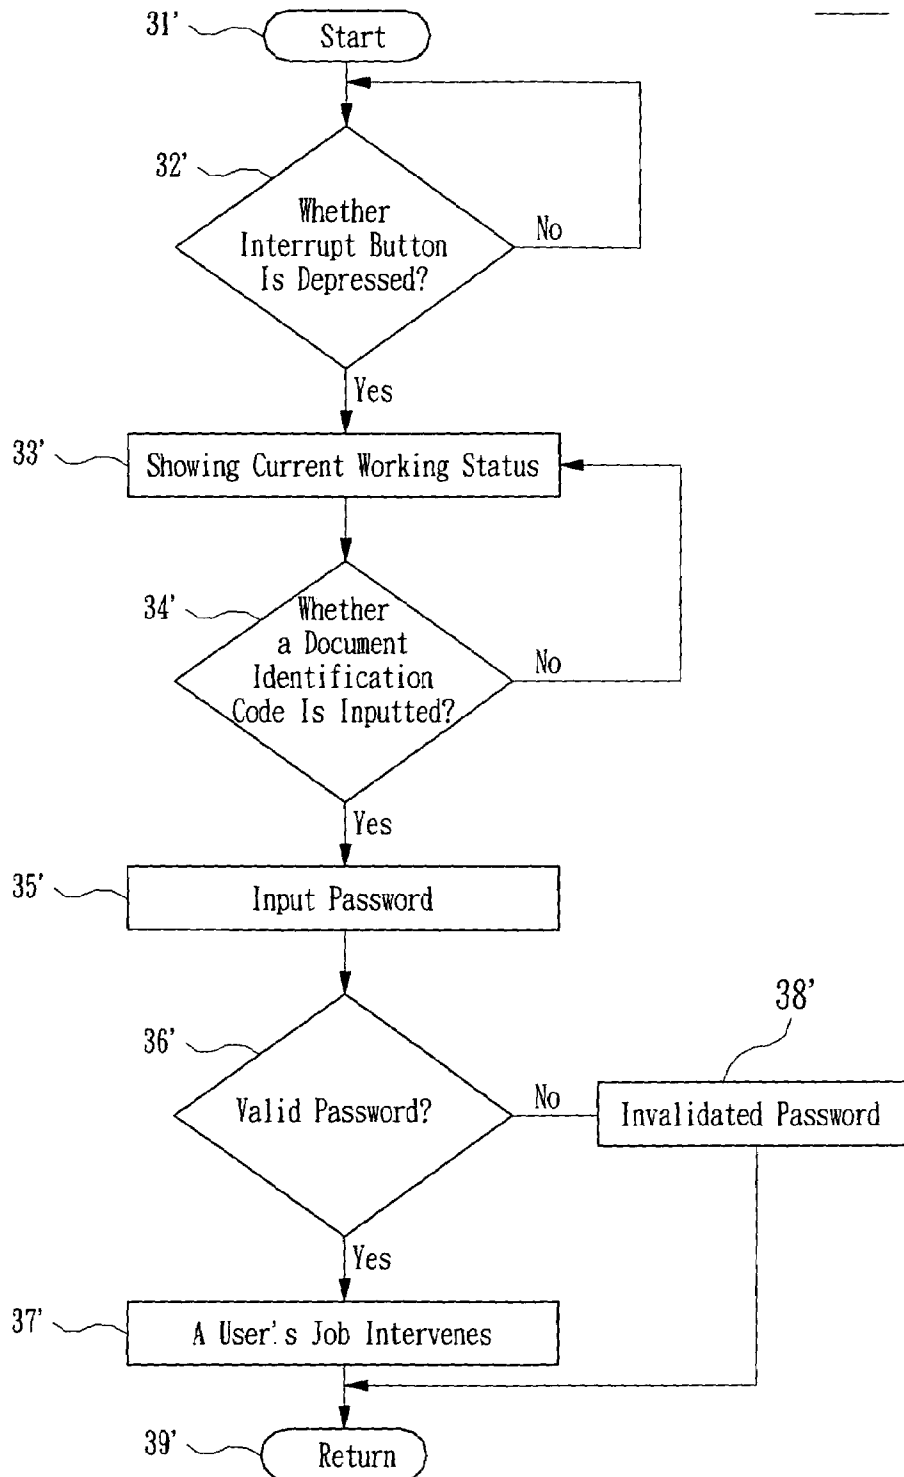 31'
Start
32'
Whether
Interrupt Button
Is Depressed?
No
Yes
33'
Showing Current Working Status
34'
Whether
a Document
Identification
Code Is Inputted?
No
Yes
35'
Input Password
36'
Valid Password?
No
38'
Invalidated Password
Yes
37'
A User's Job Intervenes
39'
Return